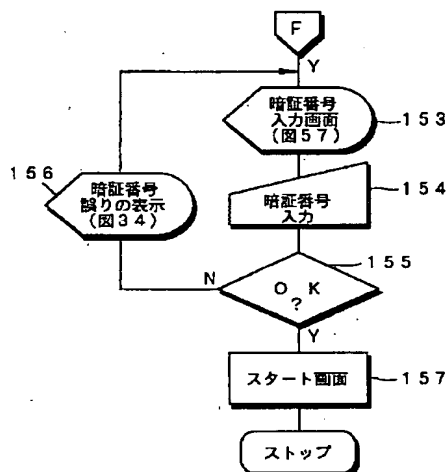 F
Y
暗証番号
入力画面
(図57)
153
156
暗証番号
誤りの表示
(図34)
154
暗証番号
入力
155
N
O K
?
Y
スタート画面
157
ストップ